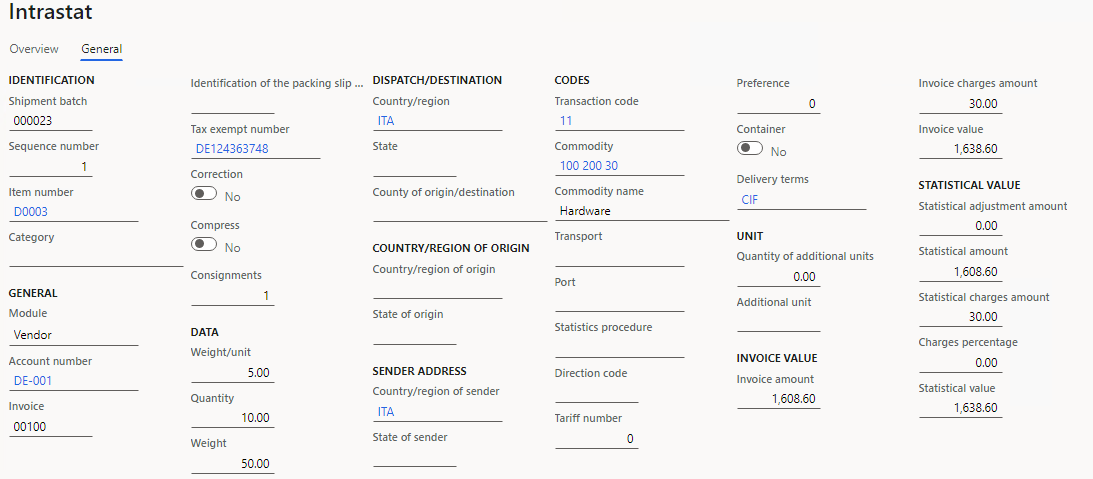 Intrastat
Overview
General
IDENTIFICATION
Shipment batch
000023
Sequence number
1
Item number
D0003
Category
GENERAL
Module
Vendor
Account number
DE-001
Invoice
00100
Identification of the packing slip ...
Tax exempt number
DE124363748
Correction
No
Compress
No
Consignments
1
DATA
Weight/unit
5.00
Quantity
10.00
Weight
50.00
DISPATCH/DESTINATION
Country/region
ITA
State
County of origin/destination
COUNTRY/REGION OF ORIGIN
Country/region of origin
State of origin
SENDER ADDRESS
Country/region of sender
ITA
State of sender
CODES
Transaction code
11
Commodity
100 200 30
Commodity name
Hardware
Transport
Port
Statistics procedure
Direction code
Tariff number
0
Preference
0
Container
No
Delivery terms
CIF
UNIT
Quantity of additional units
0.00
Additional unit
INVOICE VALUE
Invoice amount
1,608.60
Invoice charges amount
30.00
Invoice value
1,638.60
STATISTICAL VALUE
Statistical adjustment amount
0.00
Statistical amount
1,608.60
Statistical charges amount
30.00
Charges percentage
0.00
Statistical value
1,638.60